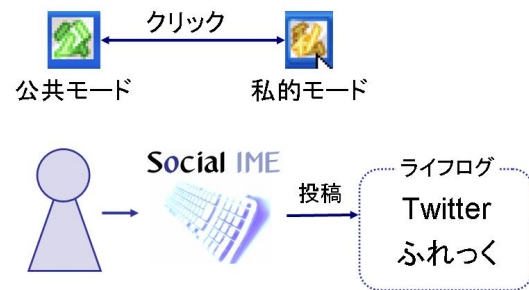 クリック
公共モード
私的モード
Social IME
投稿
ライフログ
Twitter
ふれっく